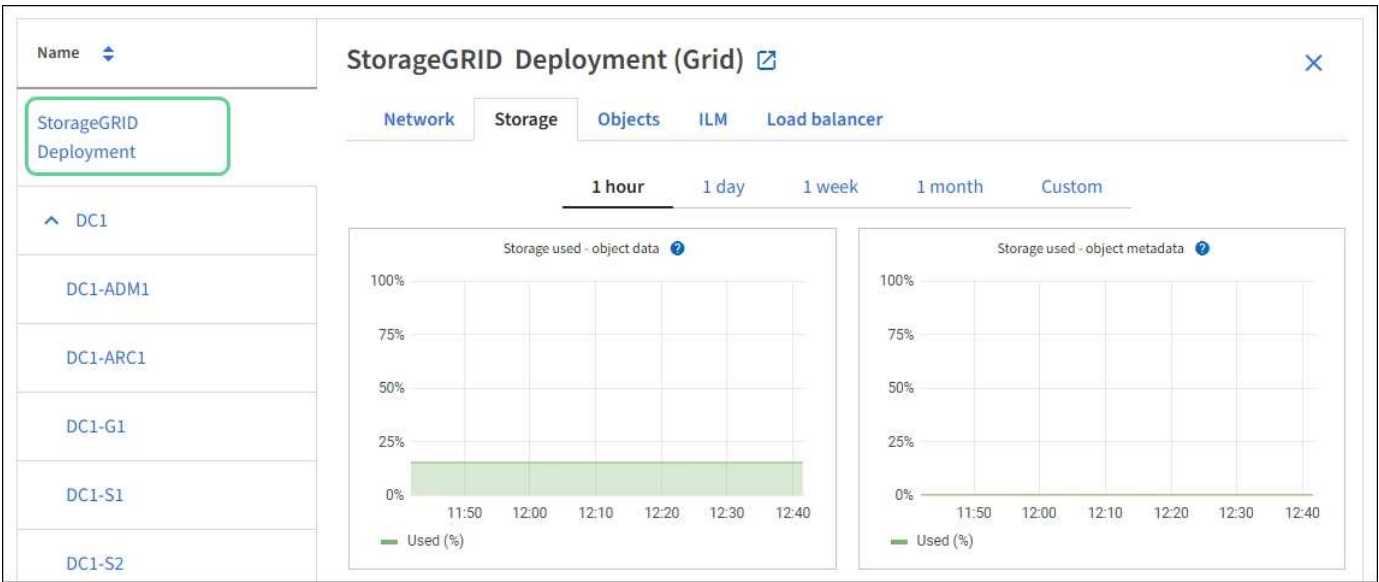 Name
StorageGRID
Deployment
DC1
DC1-ADM1
DC1-ARC1
DC1-G1
DC1-S1
DC1-S2
StorageGRID Deployment (Grid)
Network Storage Objects ILM Load balancer
1 hour 1 day 1 week 1 month Custom
Storage used - object data ?
100%
75%
50%
25%
0%
11:50 12:00 12:10 12:20 12:30 12:40
Used (%)
Storage used - object metadata ?
100%
75%
50%
25%
0%
11:50 12:00 12:10 12:20 12:30 12:40
Used (%)